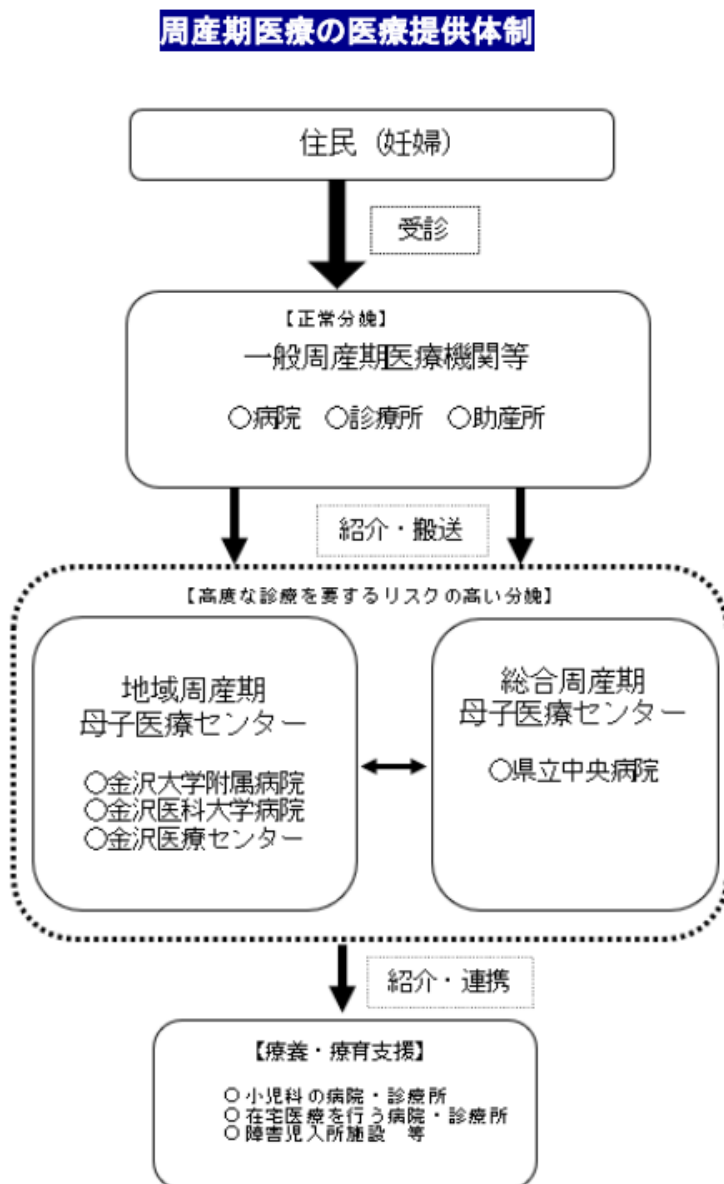 周産期医療の医療提供体制
住民（妊婦）
受診
【正常分娩】
一般周産期医療機関等
○病院　○診療所　○助産所
紹介・搬送
【高度な診療を要するリスクの高い分娩】
地域周産期
母子医療センター
○金沢大学附属病院
○金沢医科大学病院
○金沢医療センター
総合周産期
母子医療センター
○県立中央病院
紹介・連携
【療養・療育支援】
○小児科の病院・診療所
○在宅医療を行う病院・診療所
○障害児入所施設　等